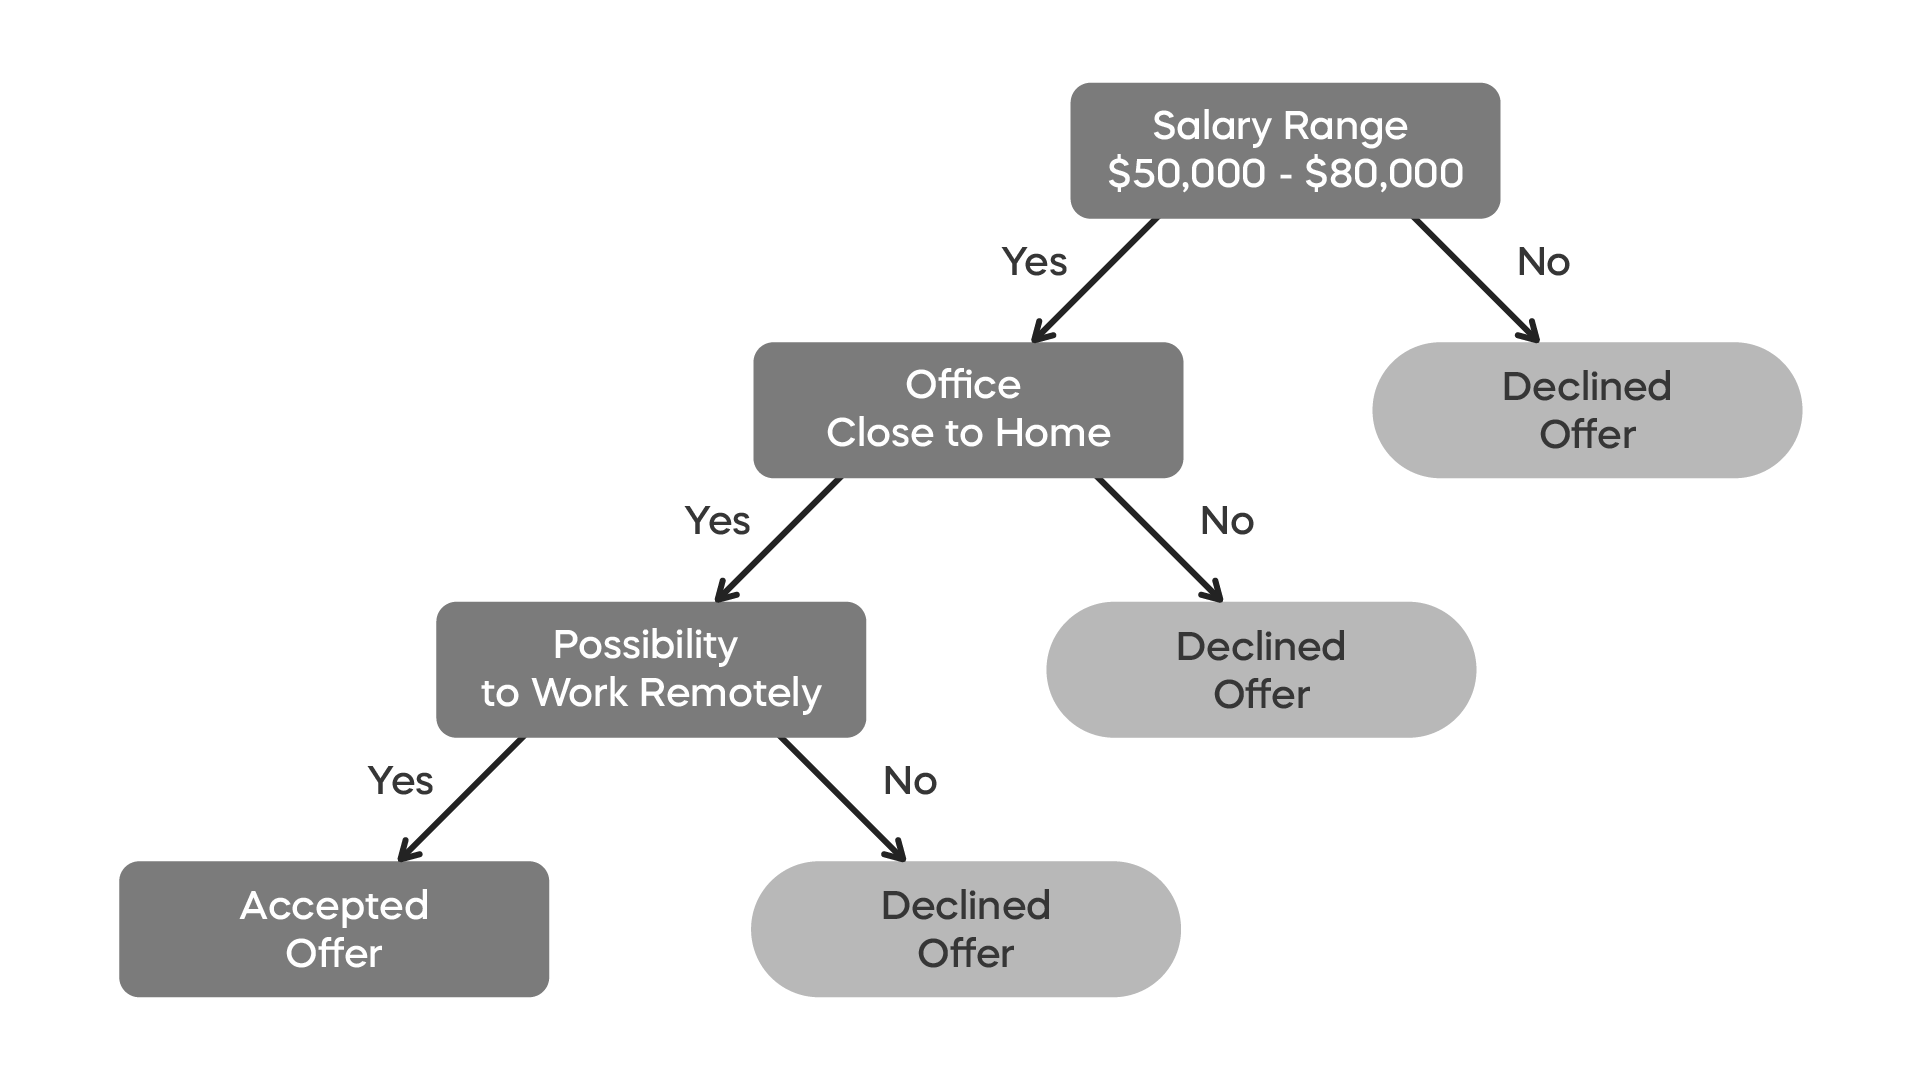 Salary Range
$50,000 - $80,000
Yes
No
Office
Close to Home
Declined
Offer
Yes
No
Possibility
to Work Remotely
Declined
Offer
Yes
No
Accepted
Offer
Declined
Offer